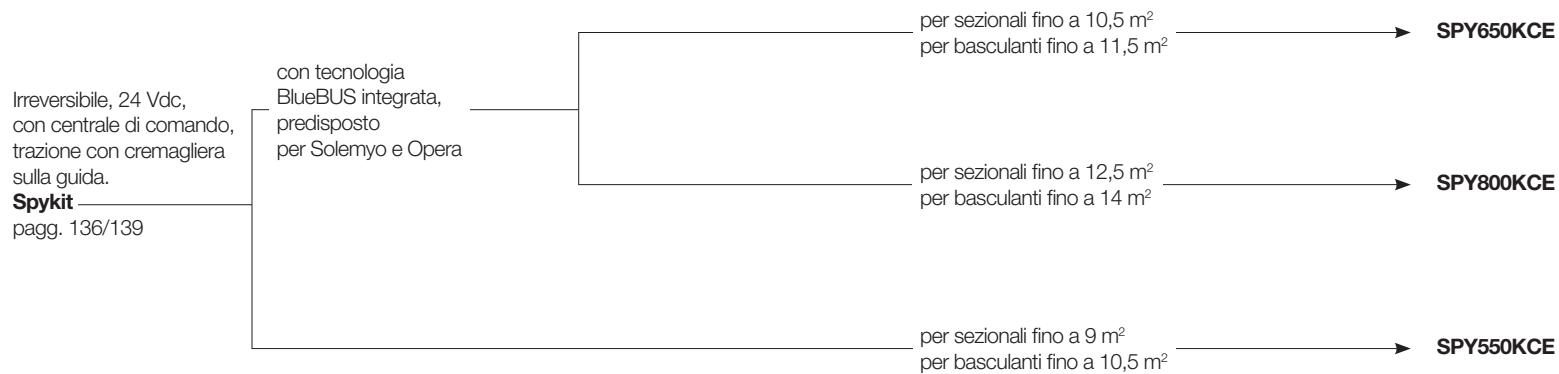 Irreversibile, 24 Vdc,
con centrale di comando,
trazione con cremagliera
sulla guida.
Spykit
pagg. 136/139
con tecnologia
BlueBUS integrata,
predisposto
per Solemyo e Opera
per sezionali fino a 10,5 m²
per basculanti fino a 11,5 m²
SPY650KCE
per sezionali fino a 12,5 m²
per basculanti fino a 14 m²
SPY800KCE
per sezionali fino a 9 m²
per basculanti fino a 10,5 m²
SPY550KCE